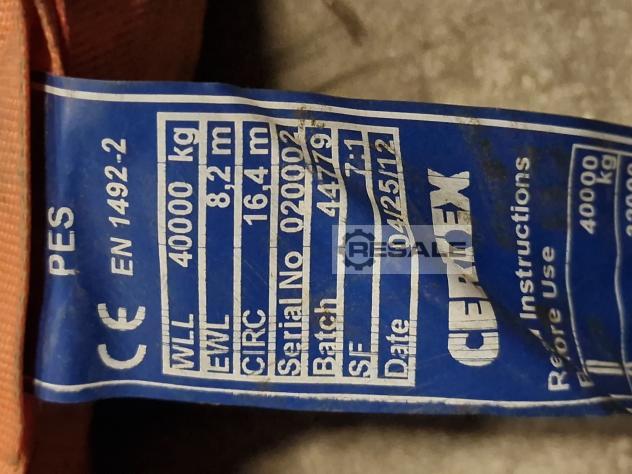 PES
CE EN 1492-2
WLL 40000 kg
EWL 8,2 m
CIRC 16,4 m
Serial No 020002
Batch 44779
SF 7:1
Date 04/25/12
RESALE
CERTEX
Instructions
Use
40000 kg